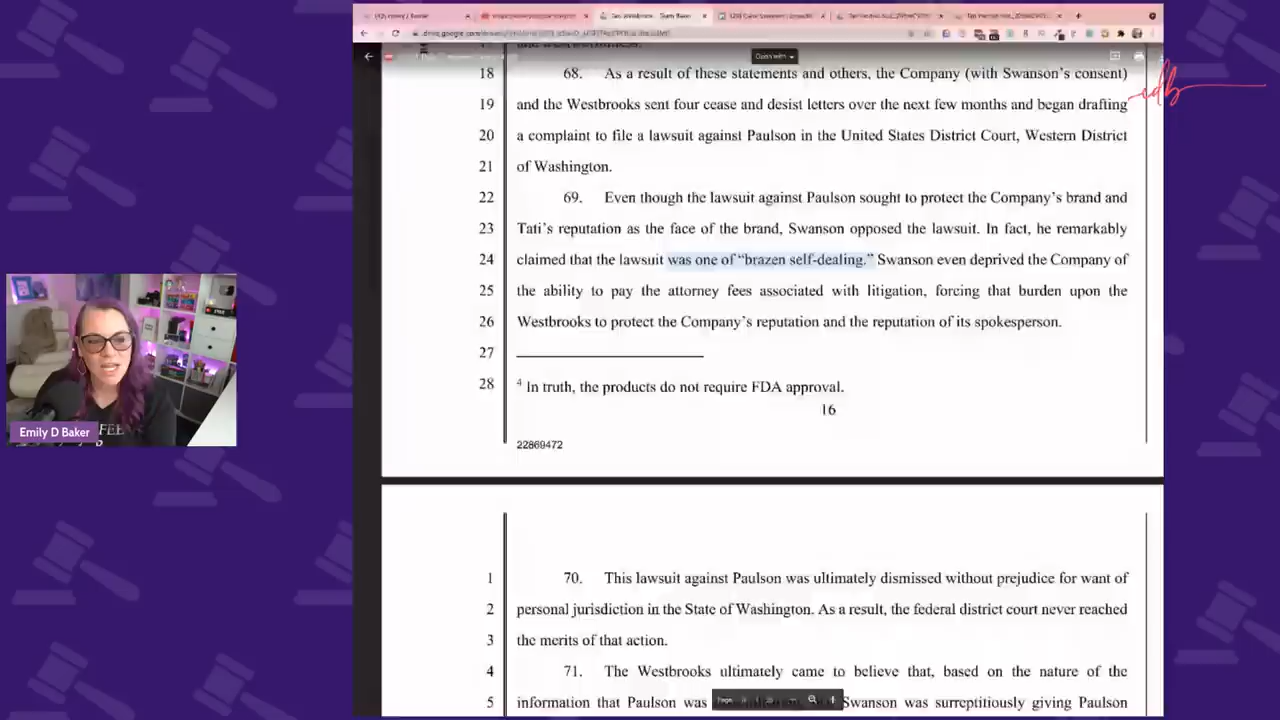 Open with
18 68. As a result of these statements and others, the Company (with Swanson's consent)
19 and the Westbrooks sent four cease and desist letters over the next few months and began drafting
20 a complaint to file a lawsuit against Paulson in the United States District Court, Western District
21 of Washington.
22 69. Even though the lawsuit against Paulson sought to protect the Company's brand and
23 Tati's reputation as the face of the brand, Swanson opposed the lawsuit. In fact, he remarkably
24 claimed that the lawsuit was one of “brazen self-dealing.” Swanson even deprived the Company of
25 the ability to pay the attorney fees associated with litigation, forcing that burden upon the
26 Westbrooks to protect the Company's reputation and the reputation of its spokesperson.
27
28 4 In truth, the products do not require FDA approval.
16
22869472
1 70. This lawsuit against Paulson was ultimately dismissed without prejudice for want of
2 personal jurisdiction in the State of Washington. As a result, the federal district court never reached
3 the merits of that action.
4 71. The Westbrooks ultimately came to believe that, based on the nature of the
5 information that Paulson was Swanson was surreptitiously giving Paulson
Page
edb
Emily D Baker